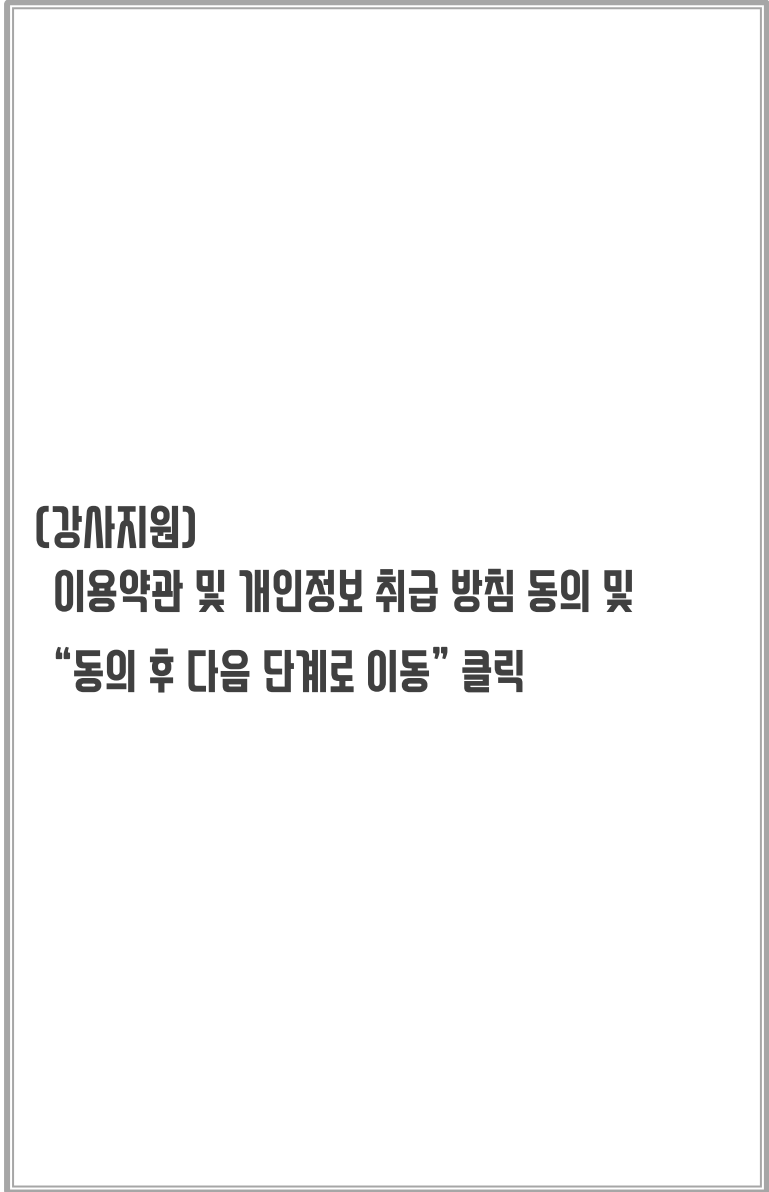 (강사지원)
이용약관 및 개인정보 취급 방침 동의 및
“동의 후 다음 단계로 이동” 클릭